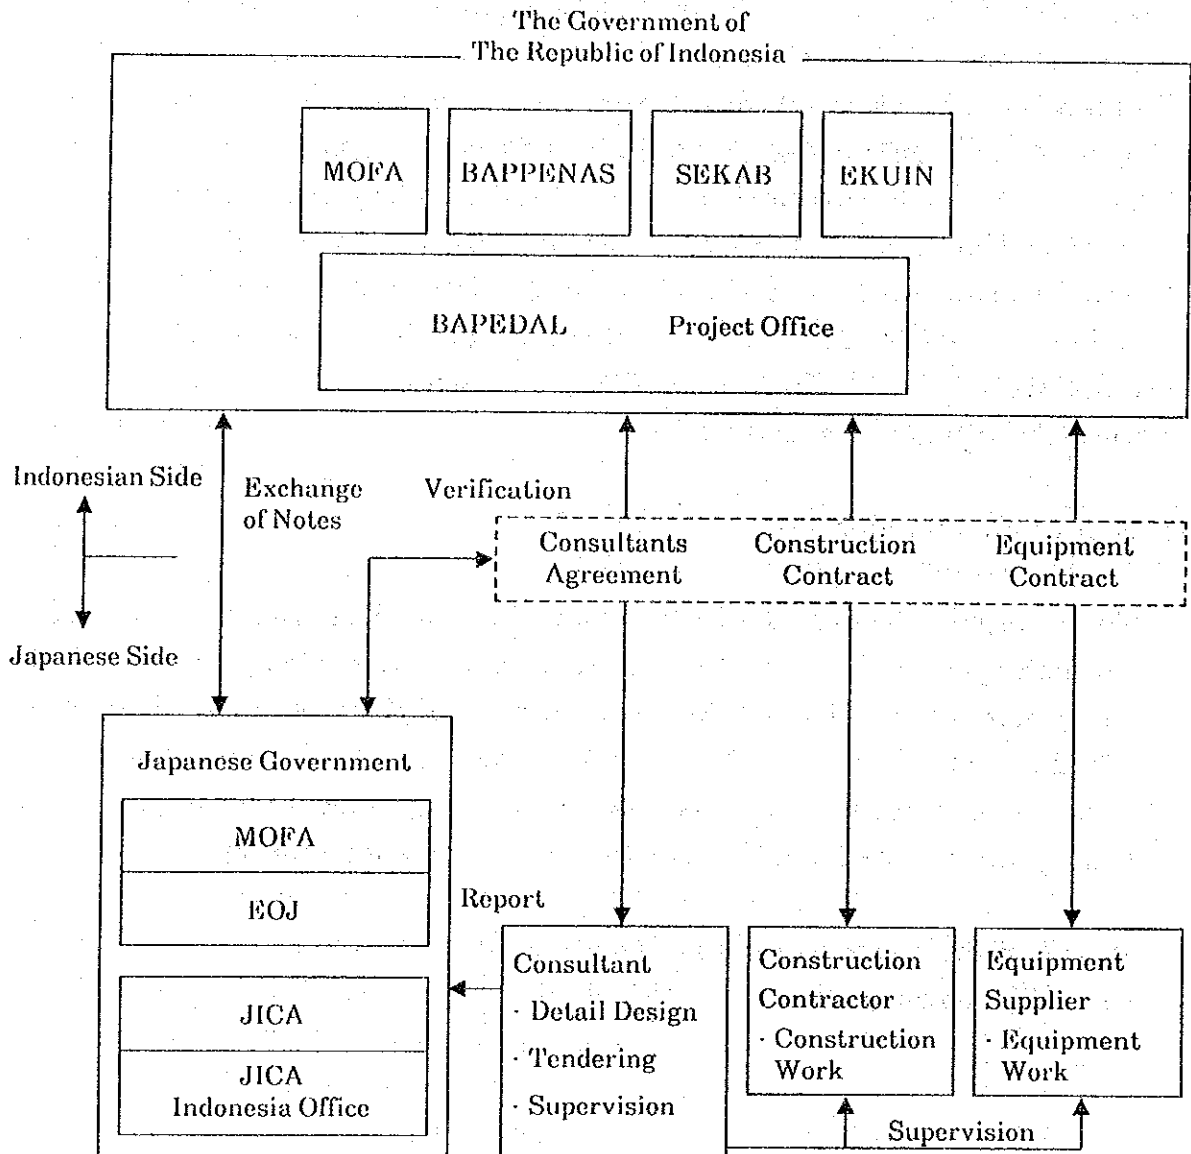 The Government of
The Republic of Indonesia
MOFA
BAPPENAS
SEKAB
EKUIN
BAPEDAL Project Office
Indonesian Side
Japanese Side
Exchange
of Notes
Verification
Consultants
Agreement
Construction
Contract
Equipment
Contract
Japanese Government
MOFA
EOJ
JICA
JICA
Indonesia Office
Report
Consultant
· Detail Design
· Tendering
· Supervision
Construction
Contractor
· Construction
Work
Equipment
Supplier
· Equipment
Work
Supervision